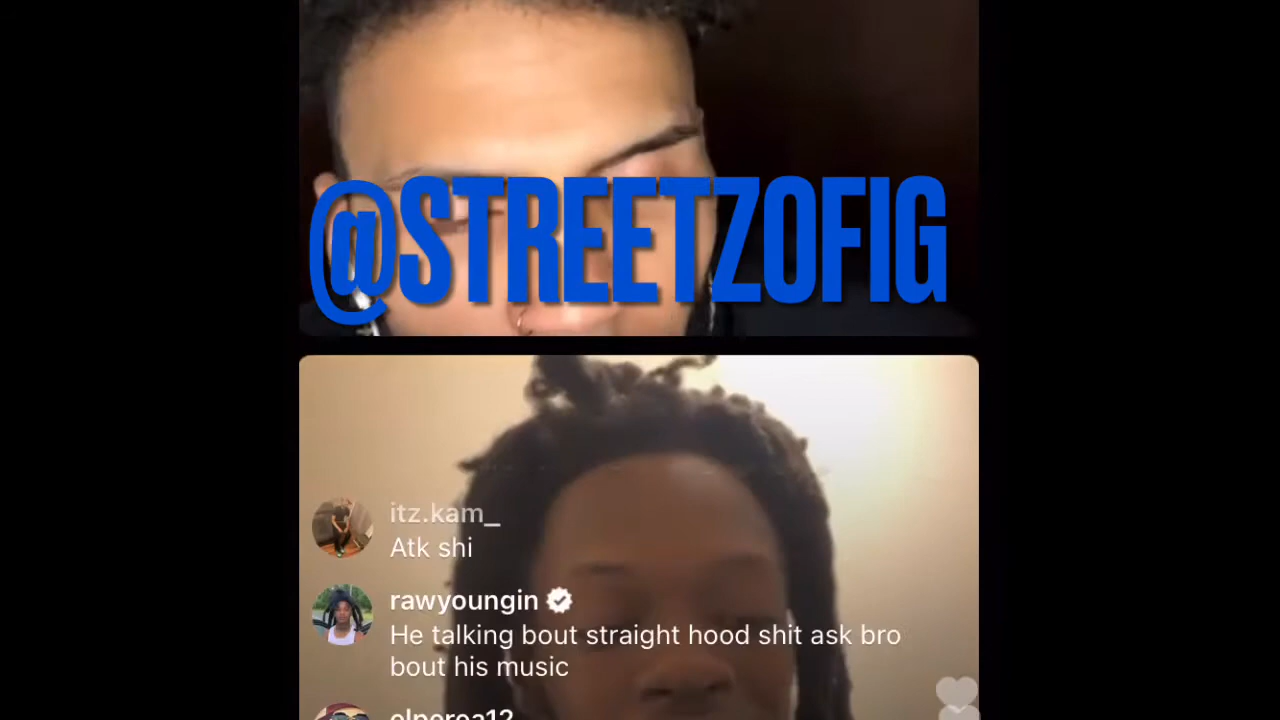 @STREETZOFIG
itz.kam_
Atk shi
rawyoungin
He talking bout straight hood shit ask bro
bout his music